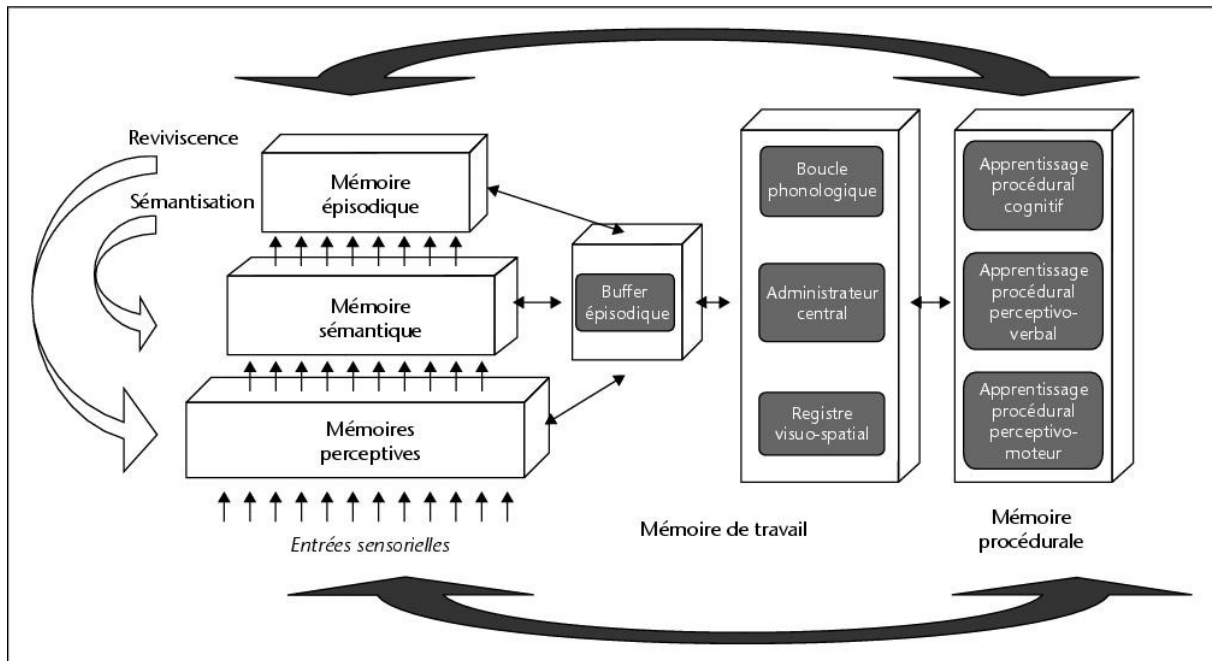 Reviviscence
Sémantisation
Mémoire
épisodique
Mémoire
sémantique
Mémoires
perceptives
Entrées sensorielles
Buffer
épisodique
Boucle
phonologique
Administrateur
central
Registre
visuo-spatial
Mémoire de travail
Apprentissage
procédural
cognitif
Apprentissage
procédural
perceptivo-
verbal
Apprentissage
procédural
perceptivo-
moteur
Mémoire
procédurale